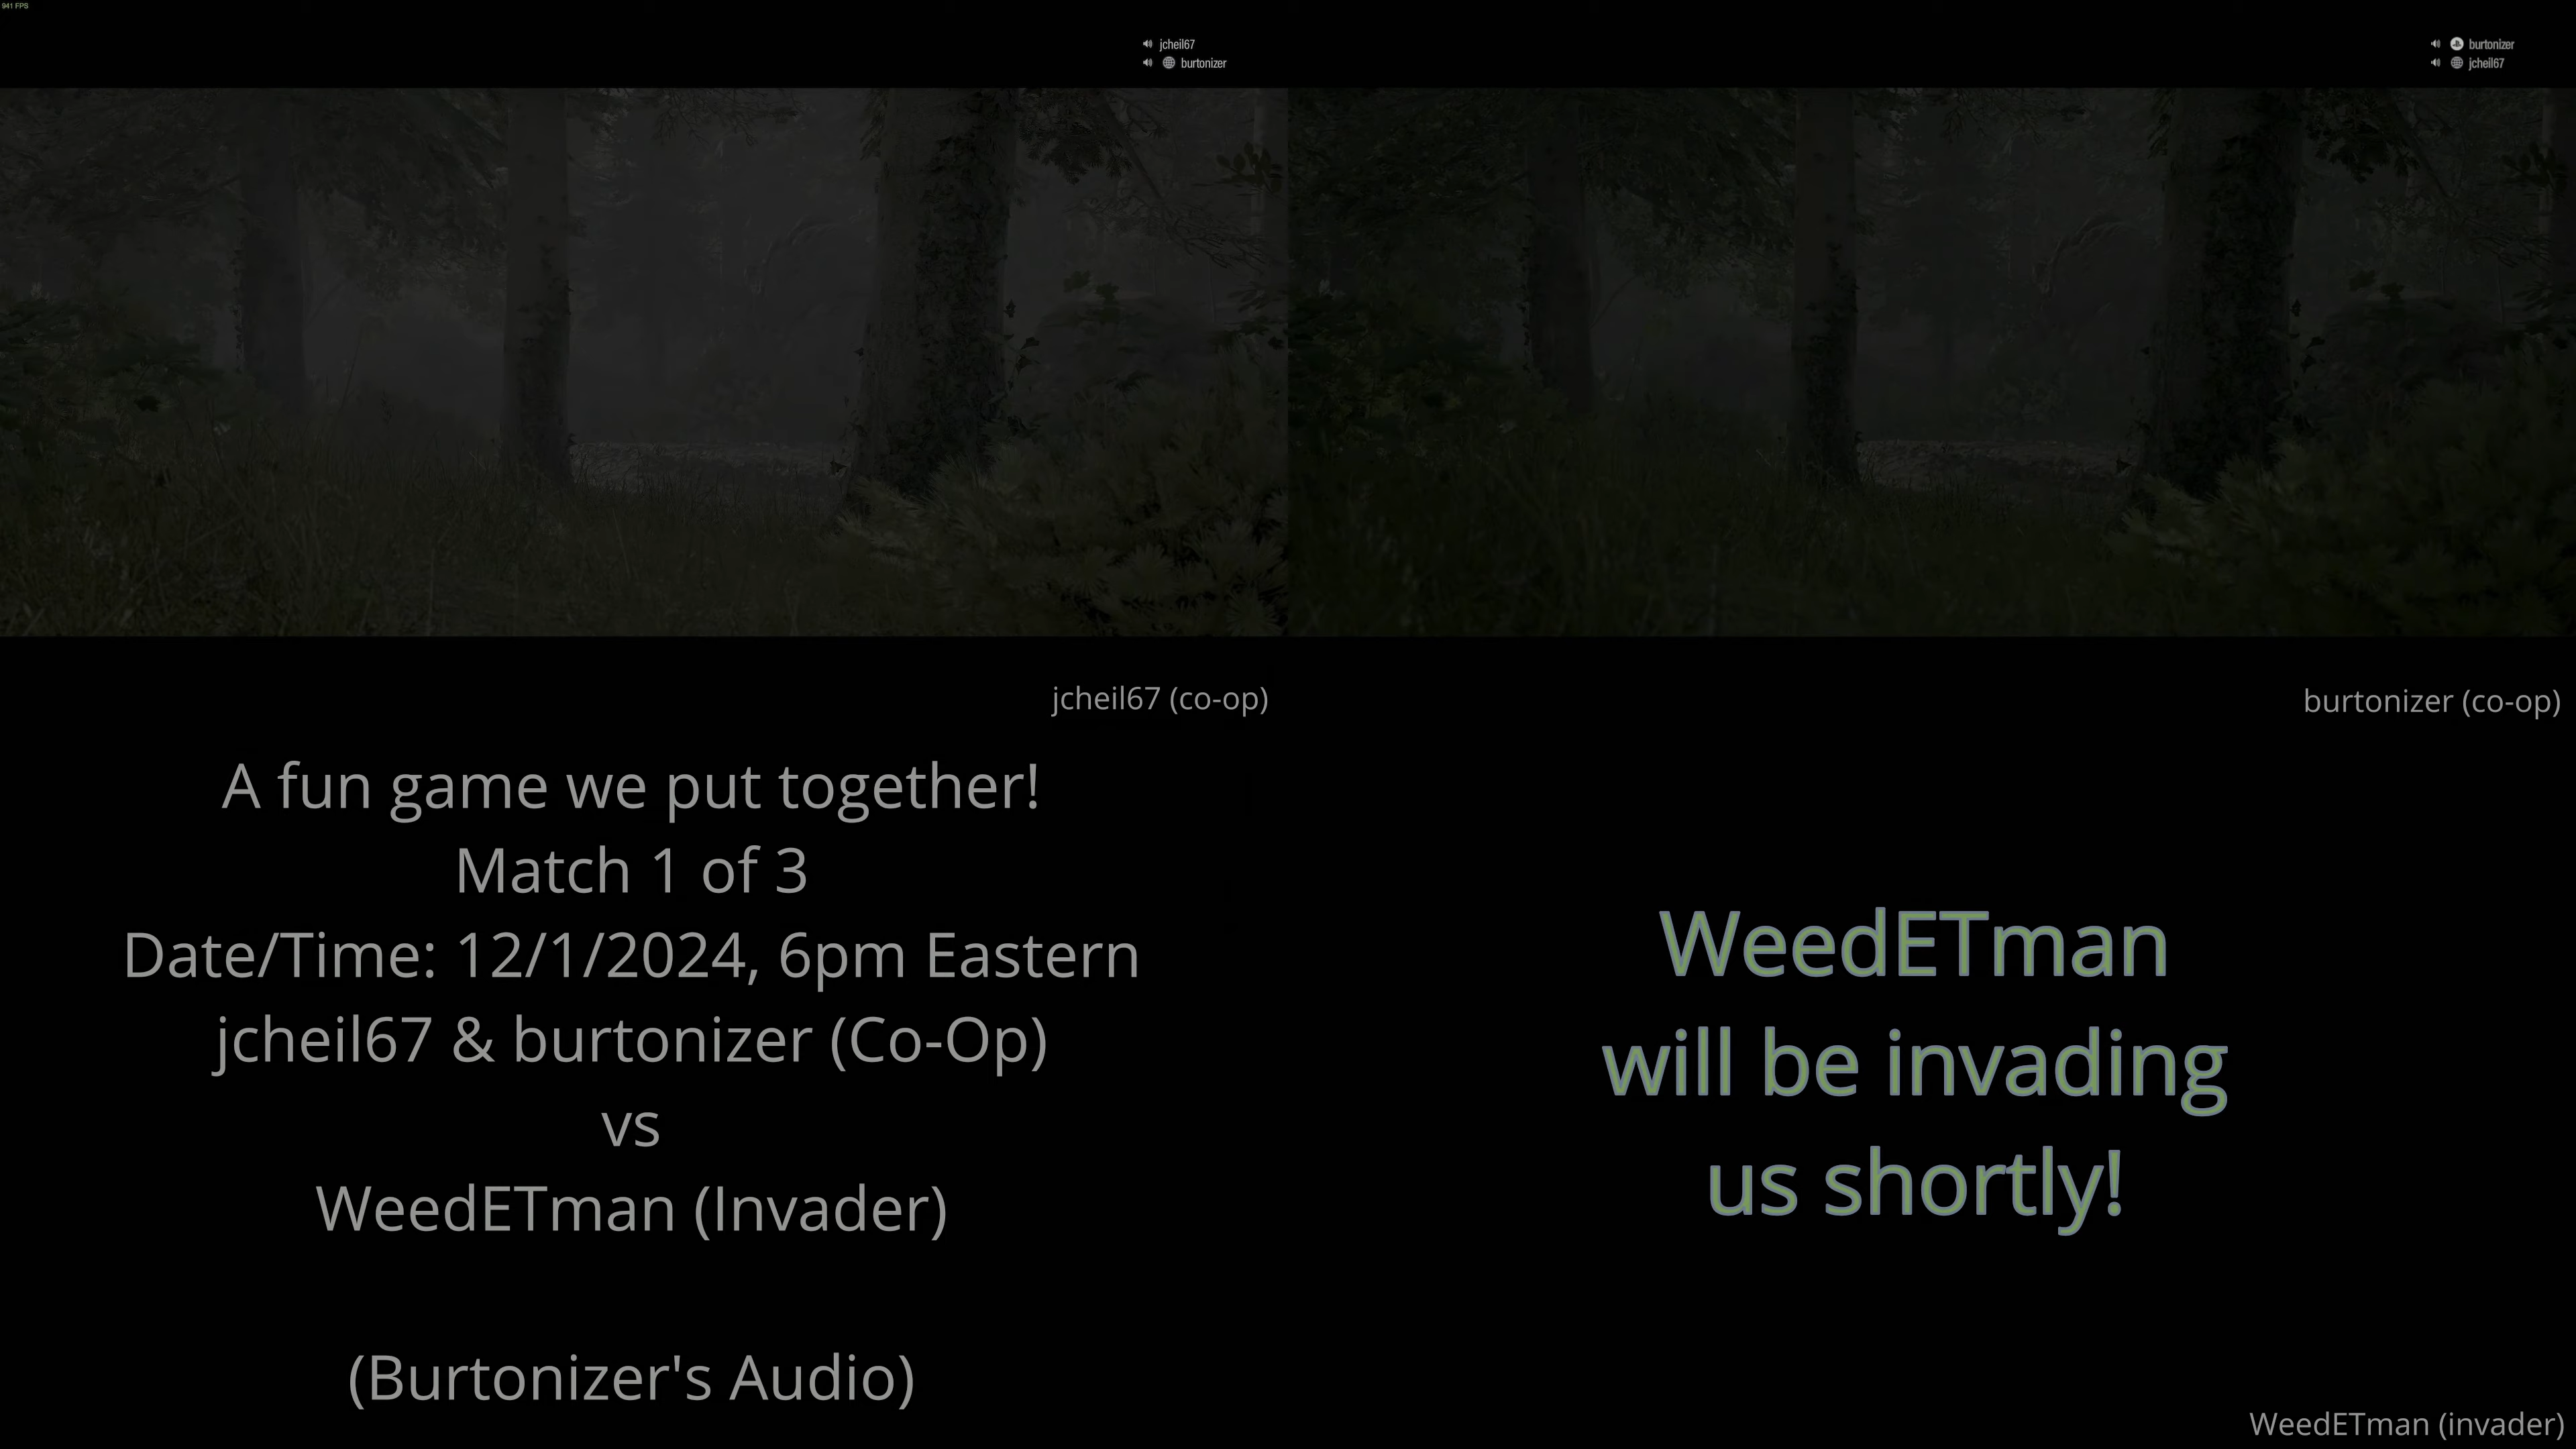 941 FPS
jcheil67
burtonizer
burtonizer
jcheil67
jcheil67 (co-op)
burtonizer (co-op)
A fun game we put together!
Match 1 of 3
Date/Time: 12/1/2024, 6pm Eastern
jcheil67 & burtonizer (Co-Op)
vs
WeedETman (Invader)
(Burtonizer's Audio)
WeedETman
will be invading
us shortly!
WeedETman (invader)